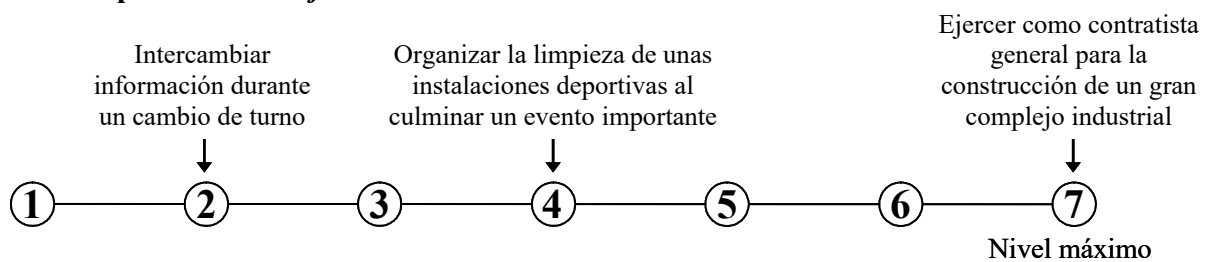 Intercambiar
información durante
un cambio de turno
Organizar la limpieza de unas
instalaciones deportivas al
culminar un evento importante
Ejercer como contratista
general para la
construcción de un gran
complejo industrial
1 2 3 4 5 6 7
Nivel máximo